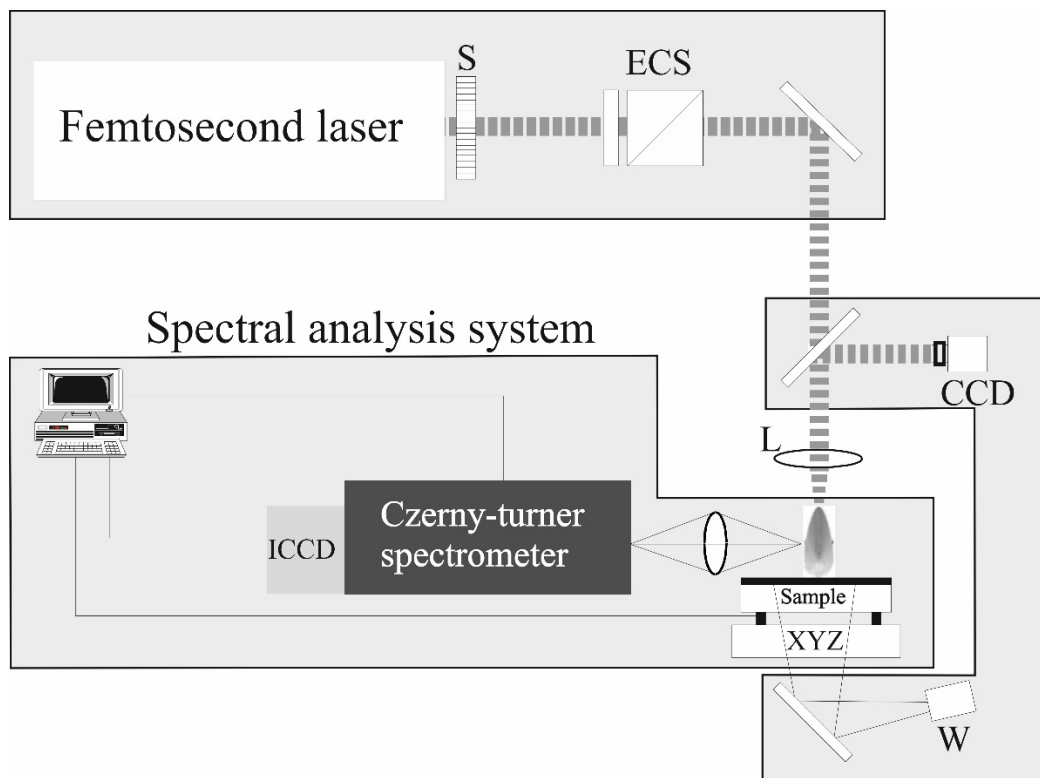 S
ECS
Femtosecond laser
Spectral analysis system
CCD
L
Czerny-turner
spectrometer
ICCD
Sample
XYZ
W